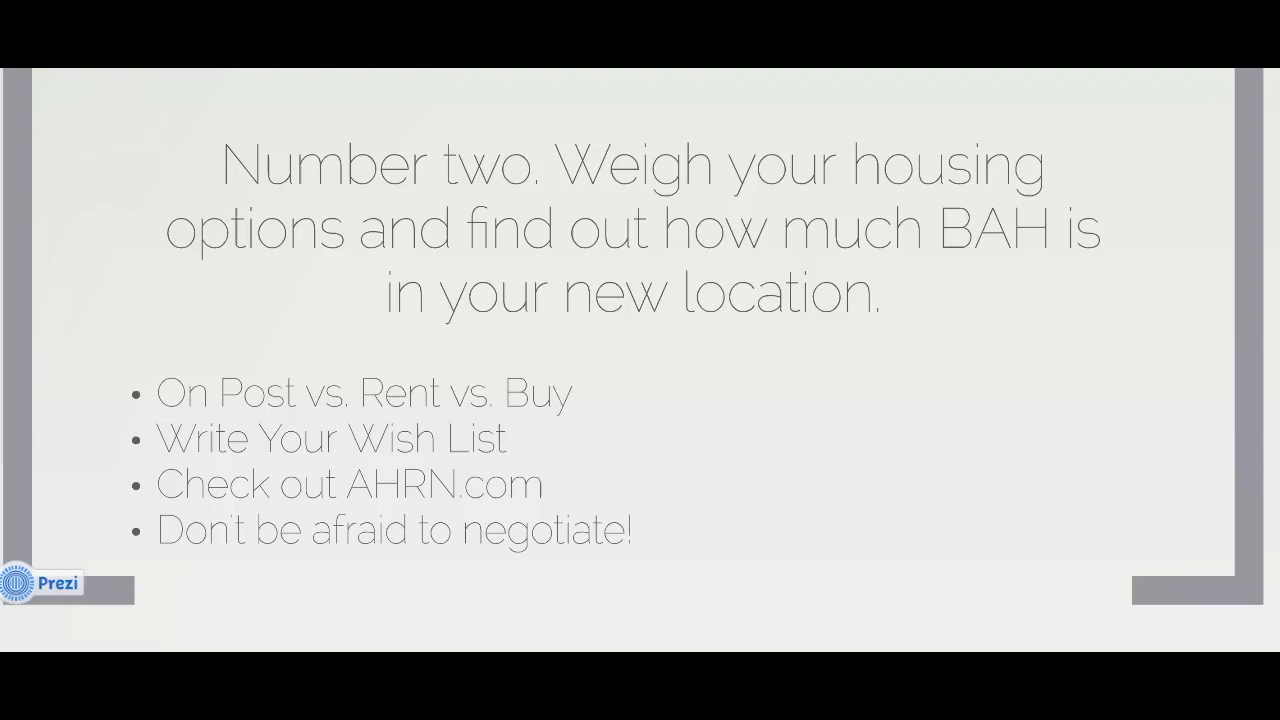 Number two. Weigh your housing
options and find out how much BAH is
in your new location.
• On Post vs. Rent vs. Buy
• Write Your Wish List
• Check out AHRN.com
• Don't be afraid to negotiate!
Prezi